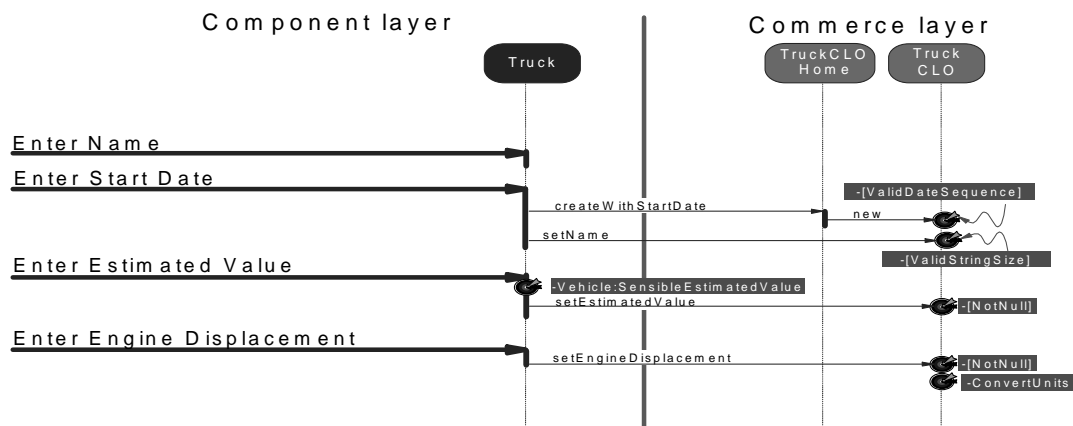 Component layer
Commerce layer
Truck
TruckCLO
Home
Truck
CLO
Enter Name
Enter Start Date
-[ValidDateSequence]
createWithStartDate
new
setName
-[ValidStringSize]
Enter Estimated Value
-Vehicle:SensibleEstimatedValue
setEstimatedValue
-[NotNull]
Enter Engine Displacement
setEngineDisplacement
-[NotNull]
-ConvertUnits